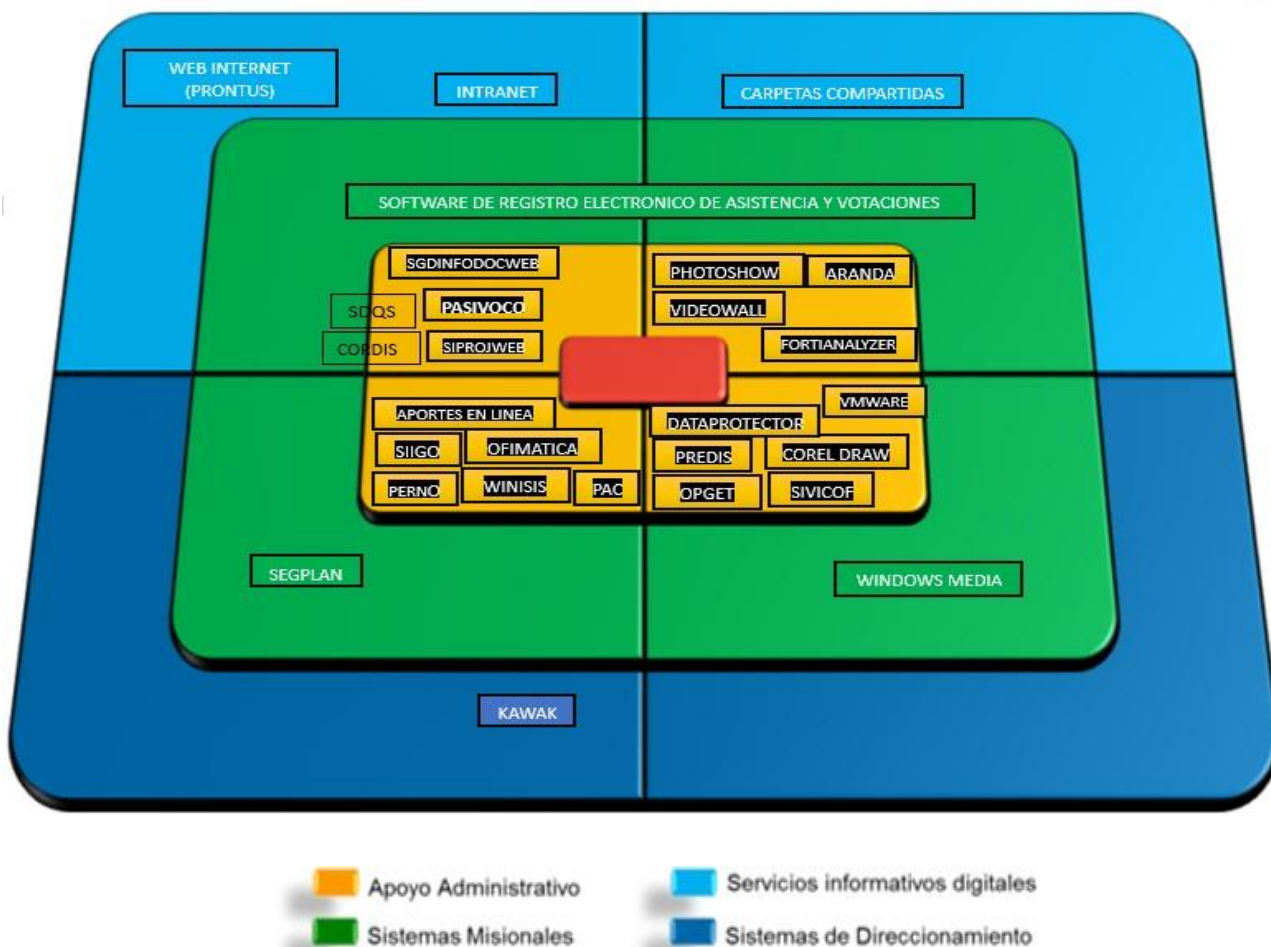 WEB INTERNET
(PRONTUS)
INTRANET
CARPETAS COMPARTIDAS
SOFTWARE DE REGISTRO ELECTRONICO DE ASISTENCIA Y VOTACIONES
SGDINFODOCWEB
PHOTOSHOW
ARANDA
SDQS
PASIVOCO
VIDEOWALL
CORDIS
SIPROJWEB
FORTIANALYZER
APORTES EN LINEA
VMWARE
DATAPROTECTOR
SIIGO
OFIMATICA
PREDIS
COREL DRAW
PERNO
WINISIS
PAC
OPGET
SIVICOF
SEGPLAN
WINDOWS MEDIA
KAWAK
Apoyo Administrativo
Servicios informativos digitales
Sistemas Misionales
Sistemas de Direccionamiento